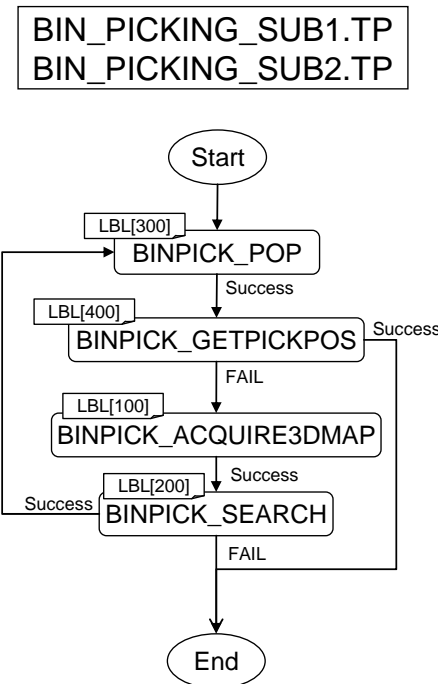 BIN_PICKING_SUB1.TP
BIN_PICKING_SUB2.TP
Start
LBL[300]
BINPICK_POP
Success
LBL[400]
BINPICK_GETPICKPOS
Success
FAIL
LBL[100]
BINPICK_ACQUIRE3DMAP
Success
LBL[200]
Success
BINPICK_SEARCH
FAIL
End